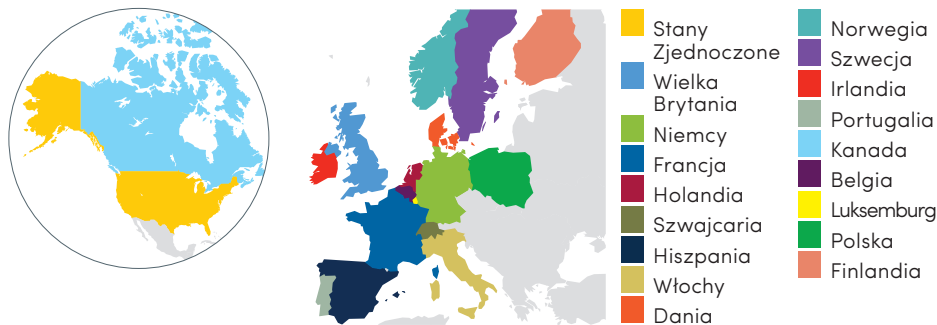 Stany
Zjednoczone
Wielka
Brytania
Niemcy
Francja
Holandia
Szwajcaria
Hiszpania
Włochy
Dania
Norwegia
Szwecja
Irlandia
Portugalia
Kanada
Belgia
Luksemburg
Polska
Finlandia